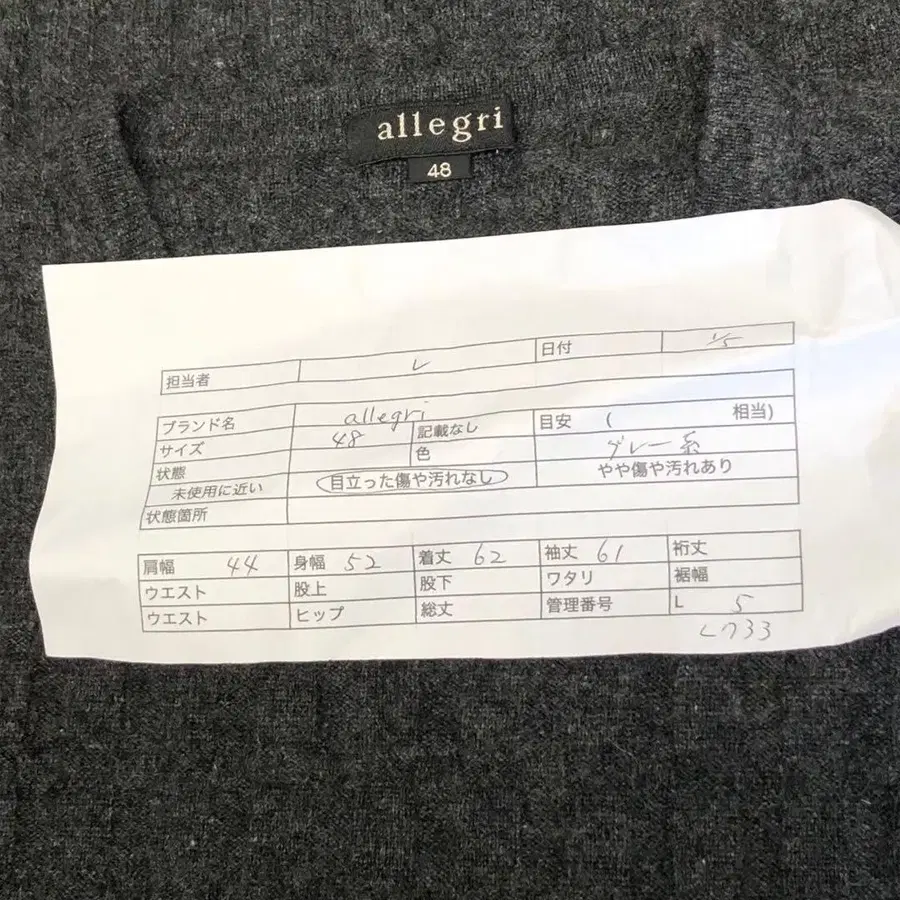 allegri
48
担当者 レ 日付 1/5
ブランド名 allegri
サイズ 48 記載なし 目安 ( 相当)
色 グレー系
状態 未使用に近い 目立った傷や汚れなし やや傷や汚れあり
状態箇所
肩幅 44 身幅 52 着丈 62 袖丈 61 裄丈
ウエスト 股上 股下 ワタリ 裾幅
ウエスト ヒップ 総丈 管理番号 L 5